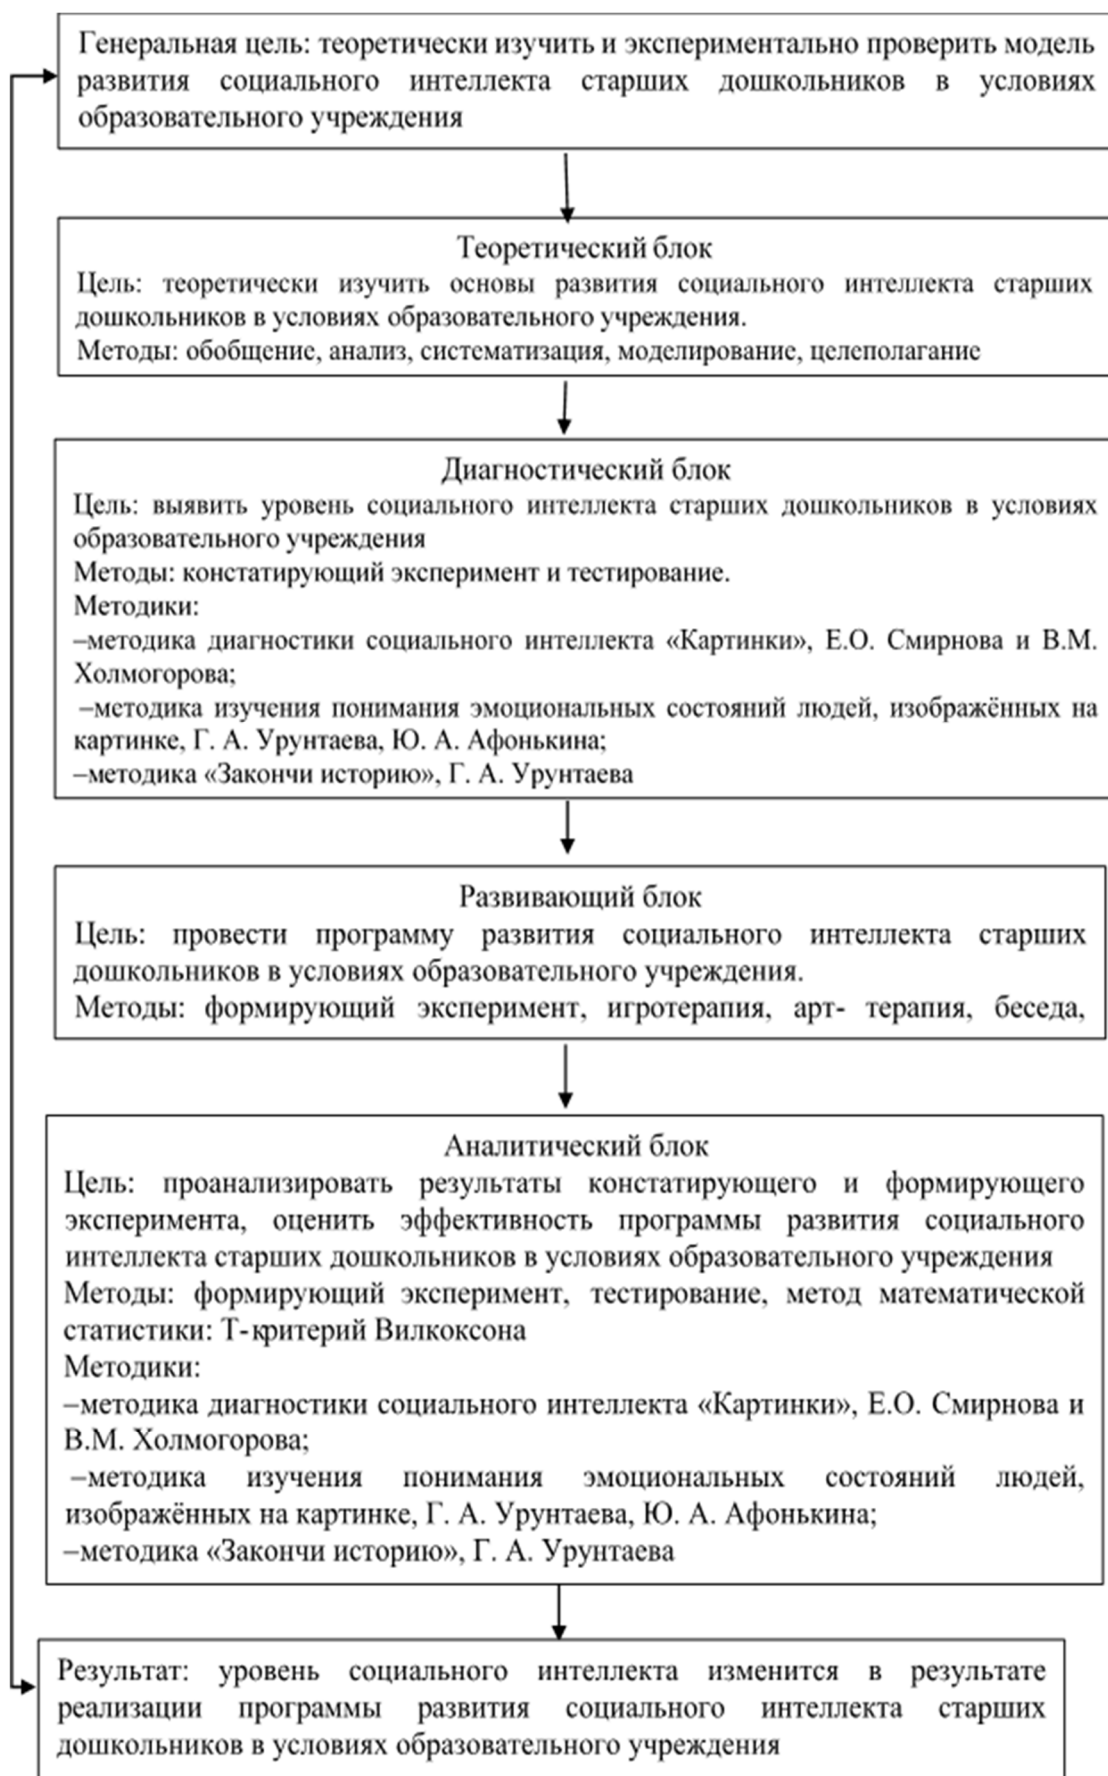 Генеральная цель: теоретически изучить и экспериментально проверить модель
развития социального интеллекта старших дошкольников в условиях
образовательного учреждения
Теоретический блок
Цель: теоретически изучить основы развития социального интеллекта старших
дошкольников в условиях образовательного учреждения.
Методы: обобщение, анализ, систематизация, моделирование, целеполагание
Диагностический блок
Цель: выявить уровень социального интеллекта старших дошкольников в условиях
образовательного учреждения
Методы: констатирующий эксперимент и тестирование.
Методики:
–методика диагностики социального интеллекта «Картинки», Е.О. Смирнова и В.М.
Холмогорова;
–методика изучения понимания эмоциональных состояний людей, изображённых на
картинке, Г. А. Урунтаева, Ю. А. Афонькина;
–методика «Закончи историю», Г. А. Урунтаева
Развивающий блок
Цель: провести программу развития социального интеллекта старших
дошкольников в условиях образовательного учреждения.
Методы: формирующий эксперимент, игротерапия, арт- терапия, беседа,
Аналитический блок
Цель: проанализировать результаты констатирующего и формирующего
эксперимента, оценить эффективность программы развития социального
интеллекта старших дошкольников в условиях образовательного учреждения
Методы: формирующий эксперимент, тестирование, метод математической
статистики: Т-критерий Вилкоксона
Методики:
–методика диагностики социального интеллекта «Картинки», Е.О. Смирнова и
В.М. Холмогорова;
–методика изучения понимания эмоциональных состояний людей,
изображённых на картинке, Г. А. Урунтаева, Ю. А. Афонькина;
–методика «Закончи историю», Г. А. Урунтаева
Результат: уровень социального интеллекта изменится в результате
реализации программы развития социального интеллекта старших
дошкольников в условиях образовательного учреждения